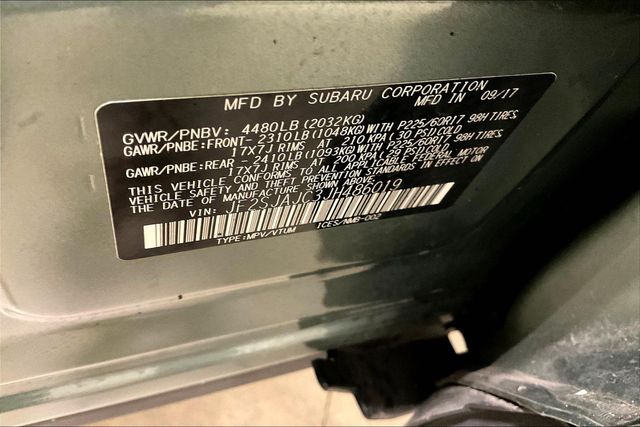 MFD BY SUBARU CORPORATION
MFD IN 09/17
GVWR/PNBV: 4480LB(2032KG)
GAWR/PNBE:FRONT-2310LB(1048KG)WITH P225/60R17 98H TIRES
17X7J RIMS AT 210 KPA(30 PSI)COLD
GAWR/PNBE:REAR -2410LB(1093KG)WITH P225/60R17 98H TIRES
17X7J RIMS AT 200 KPA(29 PSI)COLD
THIS VEHICLE CONFORMS TO ALL APPLICABLE FEDERAL MOTOR
VEHICLE SAFETY AND THEFT PREVENTION STANDARDS IN EFFECT ON
THE DATE OF MANUFACTURE SHOWN ABOVE.
VIN: JF2SJAJC3JH486019
TYPE:MPV/VTUM ICES/NMB-002